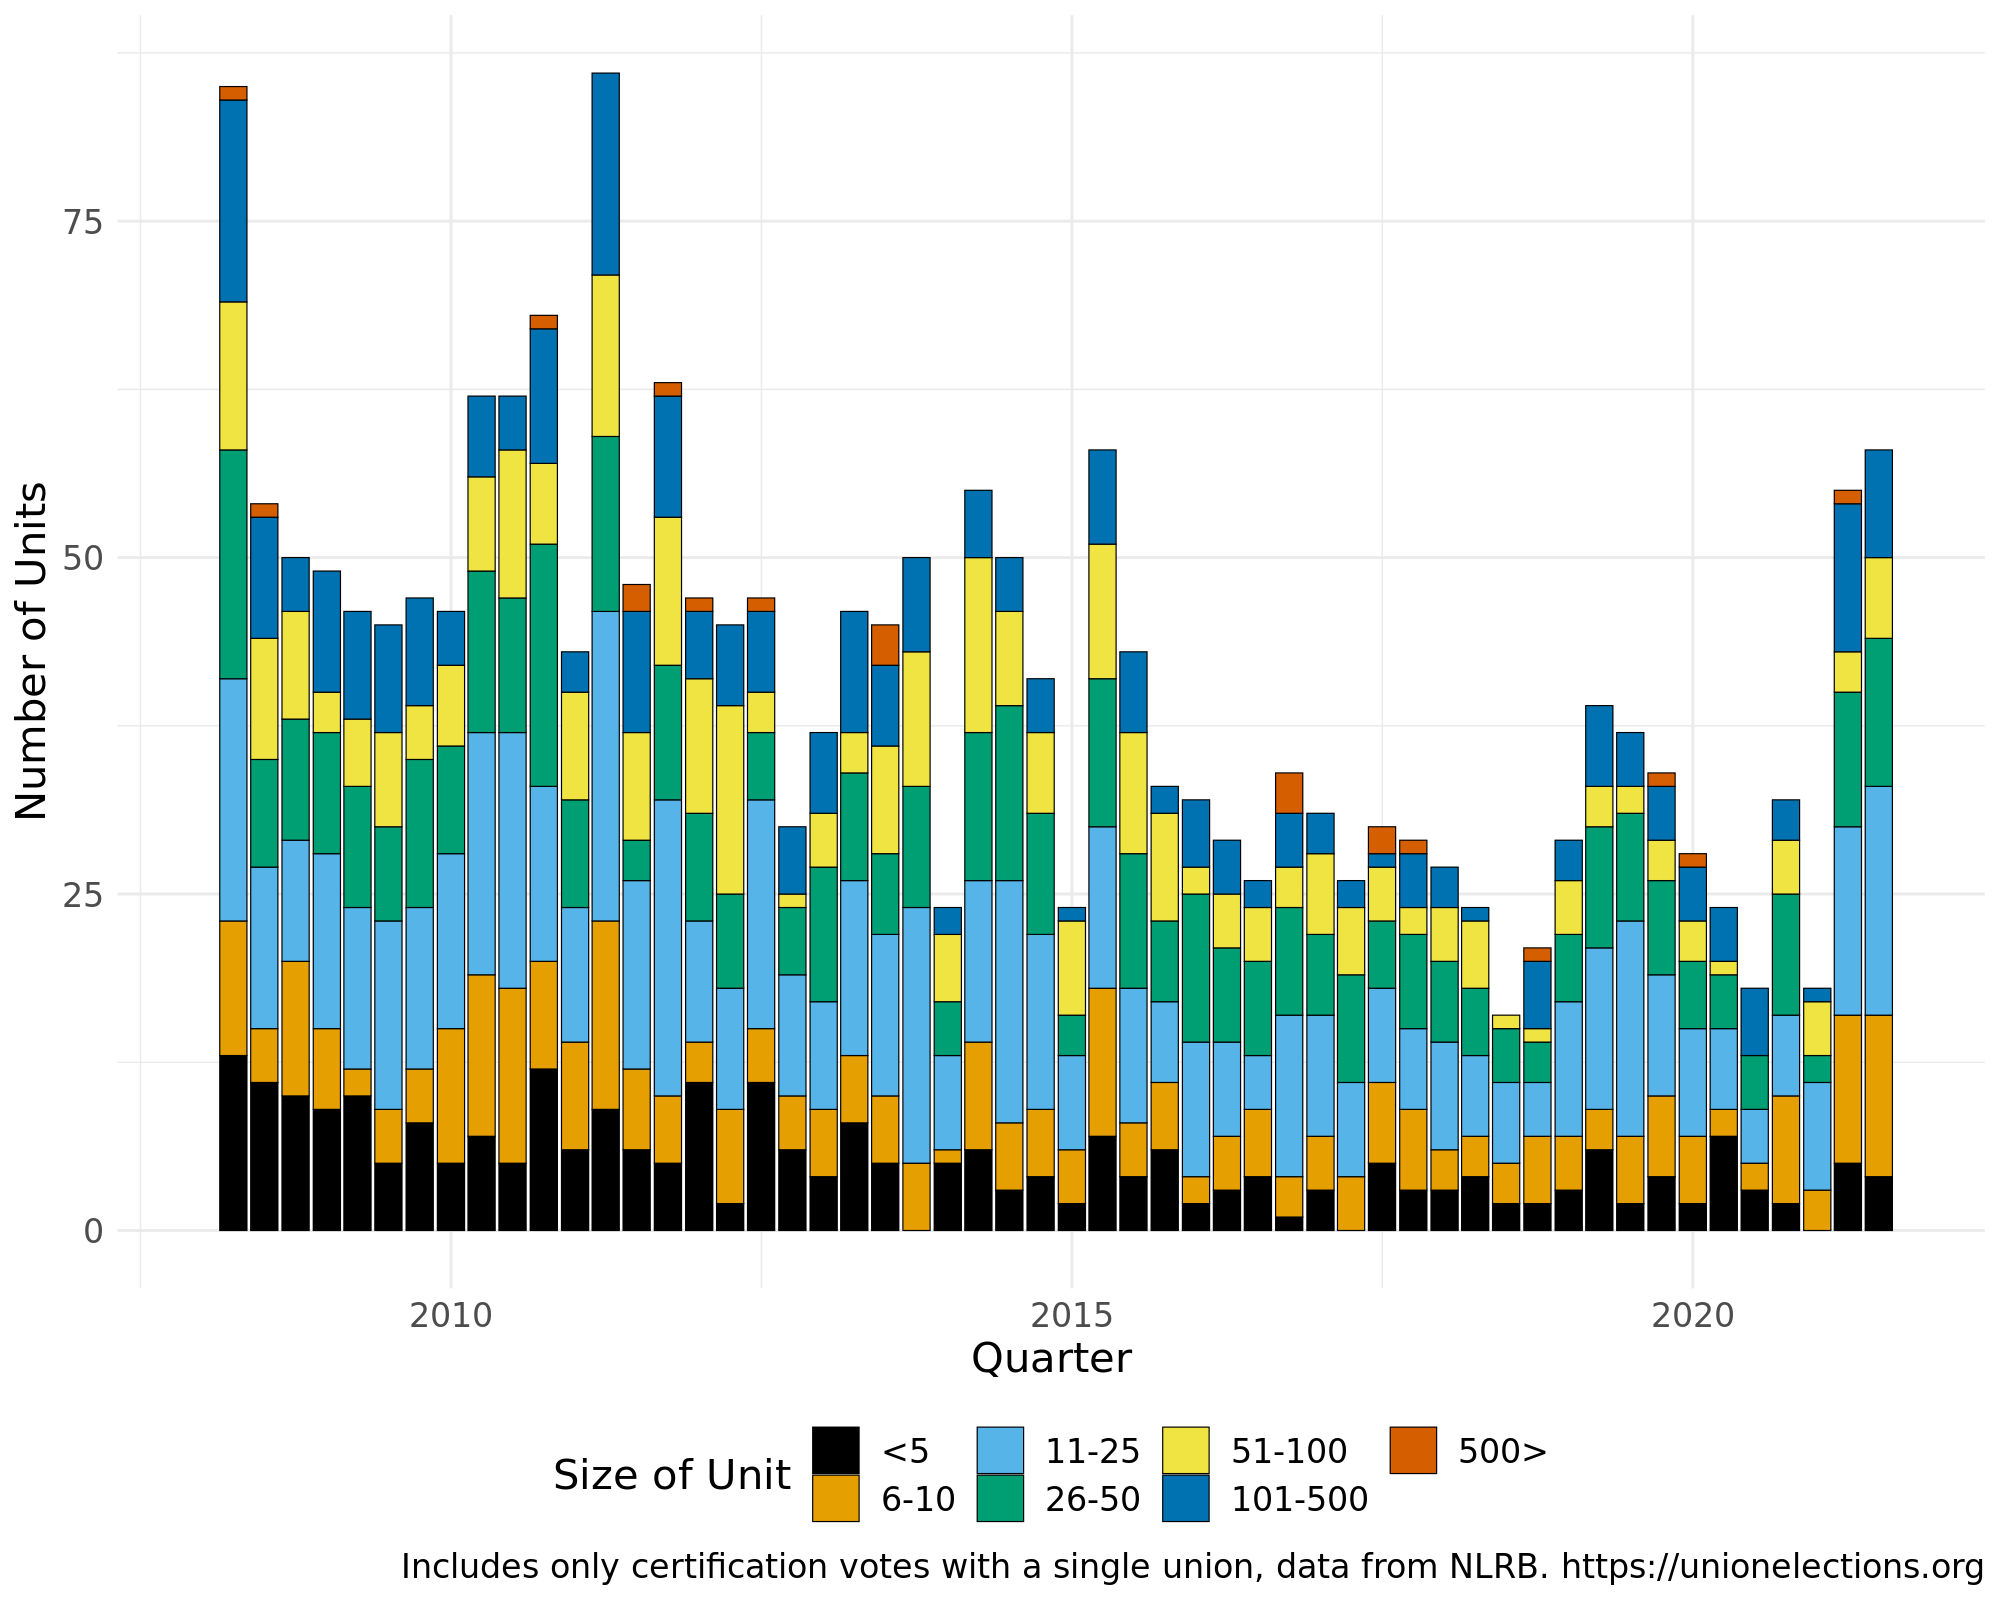 75
50
25
0
Number of Units
2010 2015 2020
Quarter
Size of Unit
<5 11-25 51-100 500>
6-10 26-50 101-500
Includes only certification votes with a single union, data from NLRB. https://unionelections.org